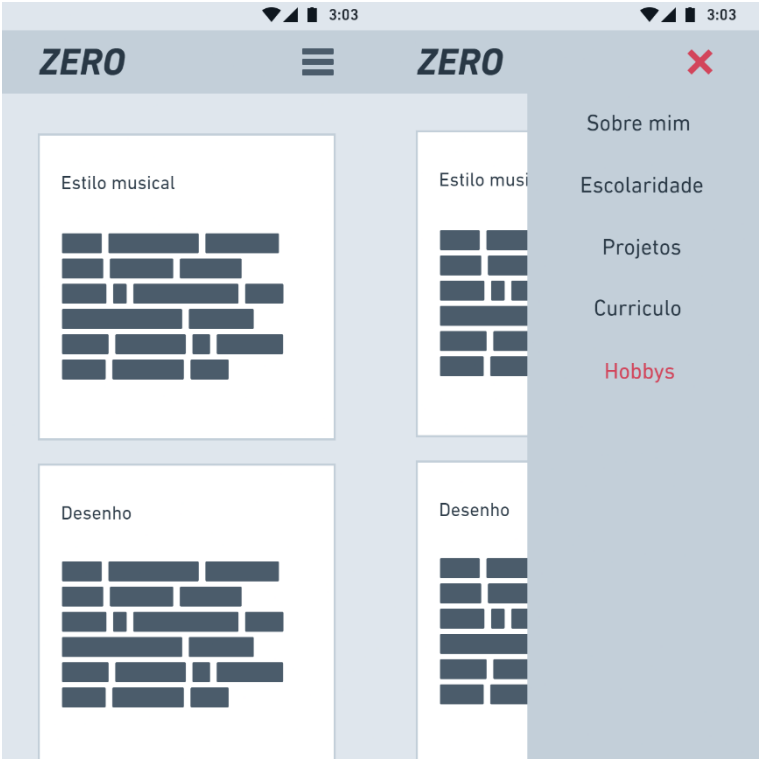 3:03
ZERO
Estilo musical
Desenho
3:03
ZERO
Estilo musi
Desenho
Sobre mim
Escolaridade
Projetos
Curriculo
Hobbys